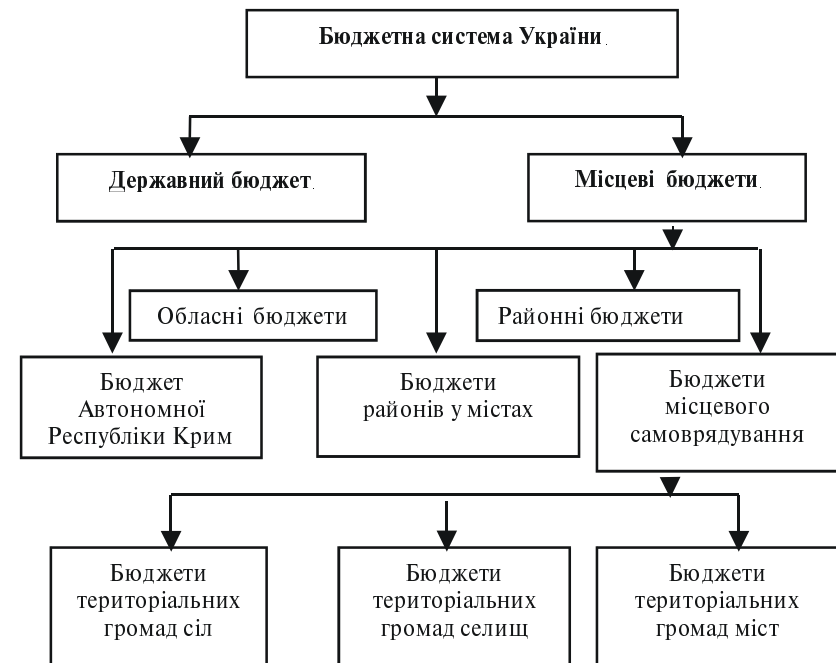 Бюджетна система України
Державний бюджет
Місцеві бюджети
Обласні бюджети
Районні бюджети
Бюджет
Автономної
Республіки Крим
Бюджети
районів у містах
Бюджети
місцевого
самоврядування
Бюджети
територіальних
громад сіл
Бюджети
територіальних
громад селищ
Бюджети
територіальних
громад міст